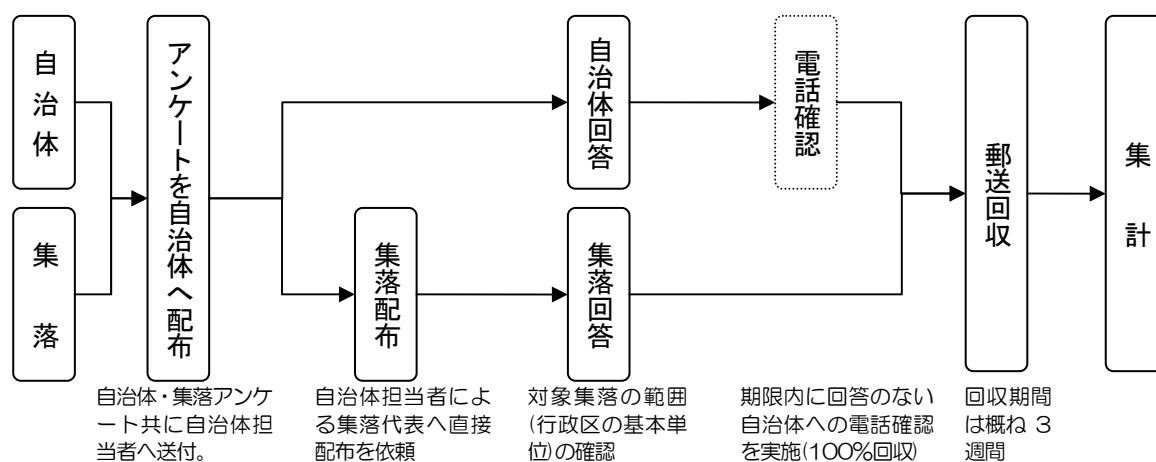 自治体
集落
アンケートを自治体へ配布
集落配布
自治体回答
集落回答
電話確認
郵送回収
集計
自治体・集落アンケ
ート共に自治体担
当者へ送付。
自治体担当者によ
る集落代表へ直接
配布を依頼
対象集落の範囲
(行政区の基本単
位)の確認
期限内に回答のない
自治体への電話確認
を実施(100%回収)
回収期間
は概ね 3
週間